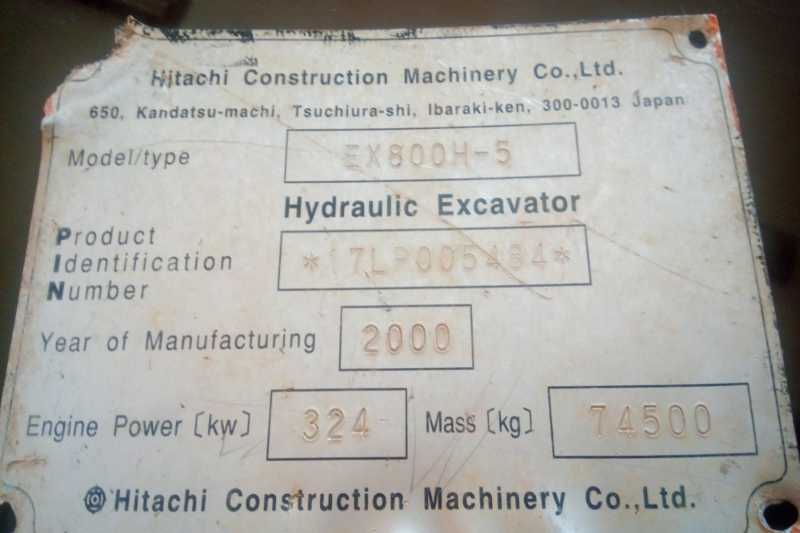 Hitachi Construction Machinery Co.,Ltd.
650, Kandatsu-machi, Tsuchiura-shi, Ibaraki-ken, 300-0013 Japan
Model/type EX800H-5
Hydraulic Excavator
Product
Identification
Number
*17LP005484*
Year of Manufacturing 2000
Engine Power [kw] 324 Mass [kg] 74500
Hitachi Construction Machinery Co.,Ltd.